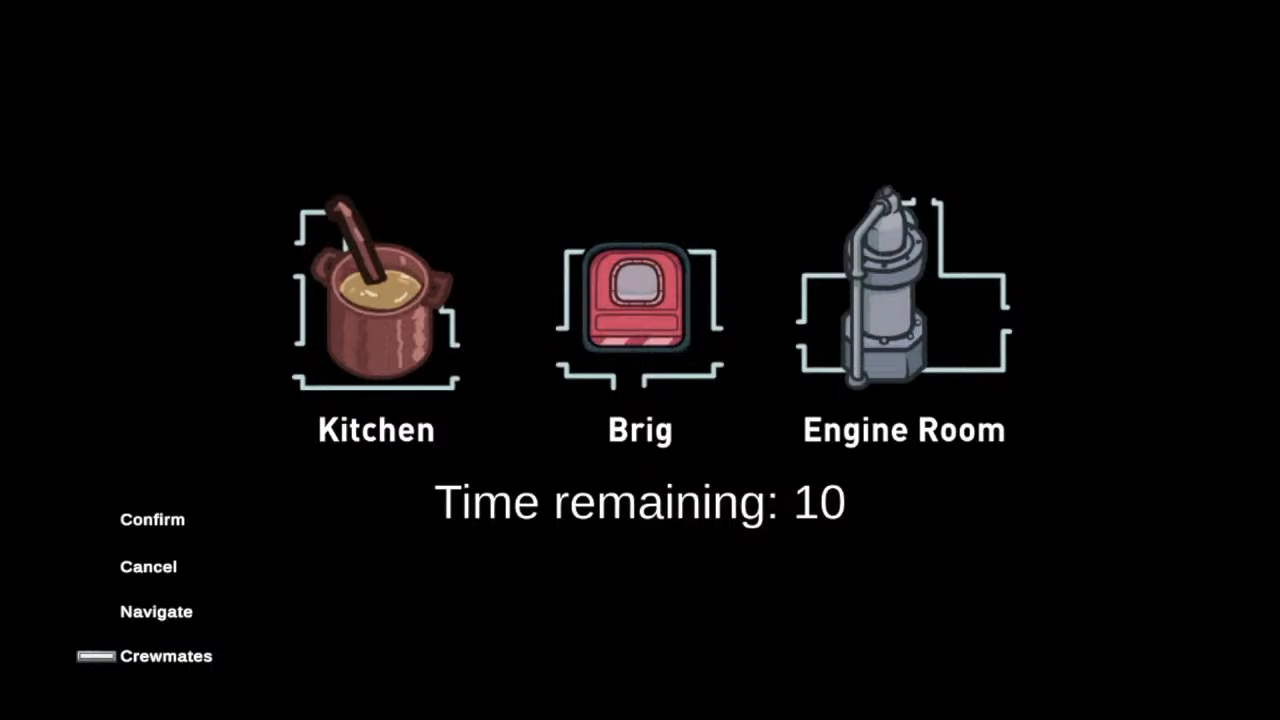 Kitchen
Brig
Engine Room
Time remaining: 10
Confirm
Cancel
Navigate
Crewmates